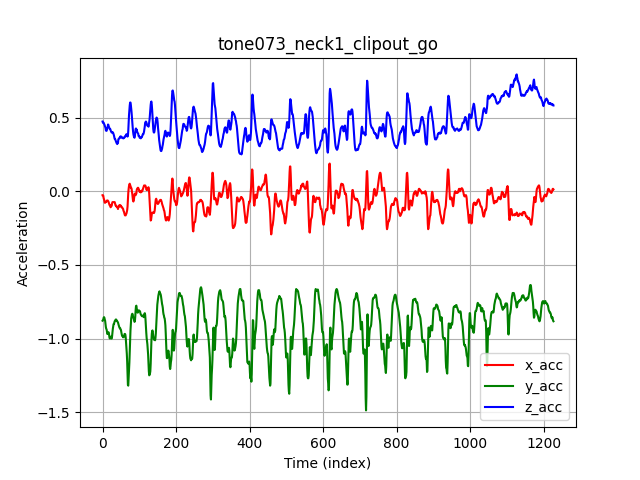 tone073_neck1_clipout_go
Acceleration
0.5
0.0
−0.5
−1.0
−1.5
x_acc
y_acc
z_acc
0
200
400
600
800
1000
1200
Time (index)